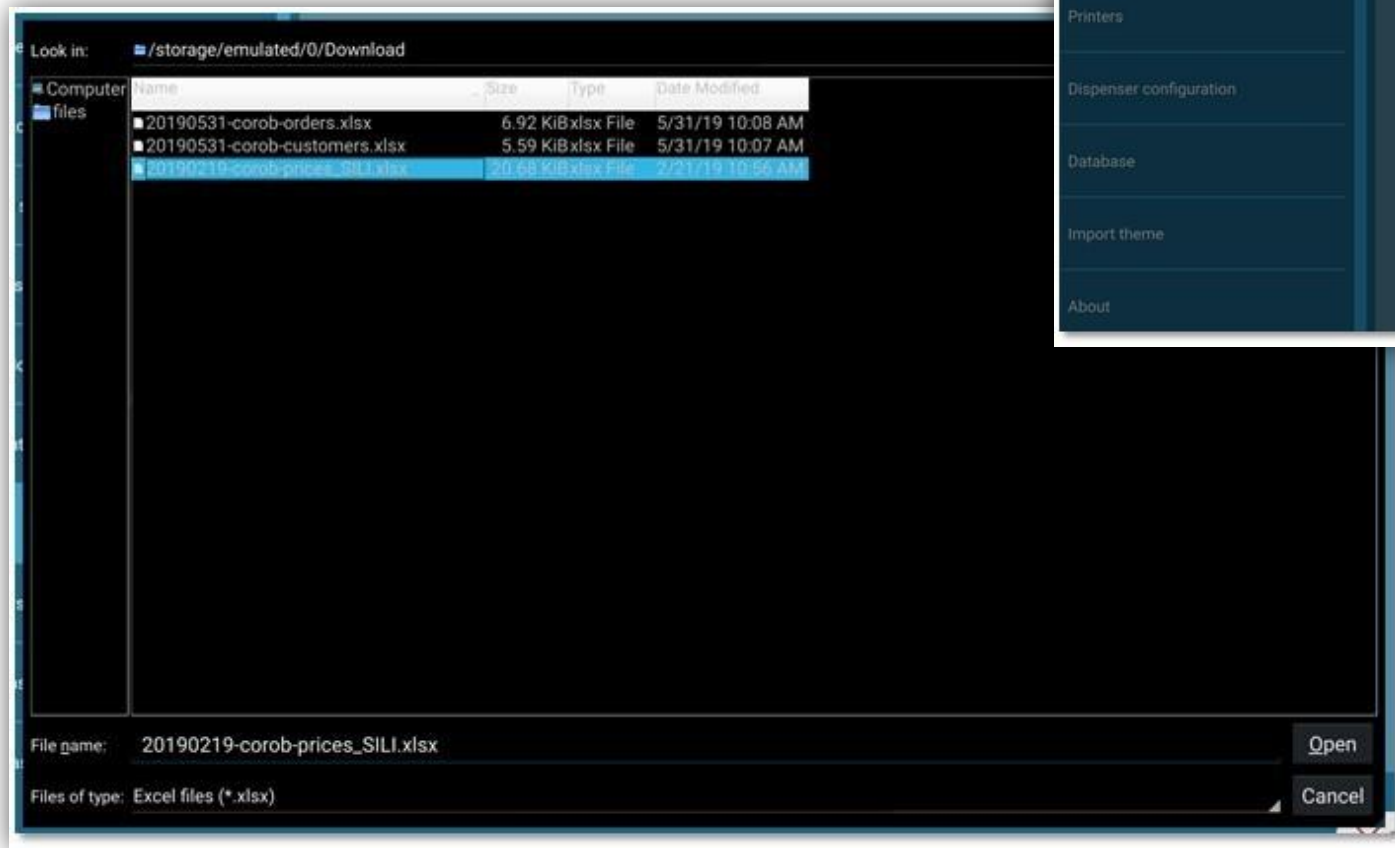 Look in: /storage/emulated/0/Download
Computer
files
Name Size Type Date Modified
20190531-corob-orders.xlsx 6.92 KiB xlsx File 5/31/19 10:08 AM
20190531-corob-customers.xlsx 5.59 KiB xlsx File 5/31/19 10:07 AM
20190219-corob-prices_SILI.xlsx 20.68 KiB xlsx File 2/21/19 10:56 AM
File name: 20190219-corob-prices_SILI.xlsx Open
Files of type: Excel files (*.xlsx) Cancel
Printers
Dispenser configuration
Database
Import theme
About